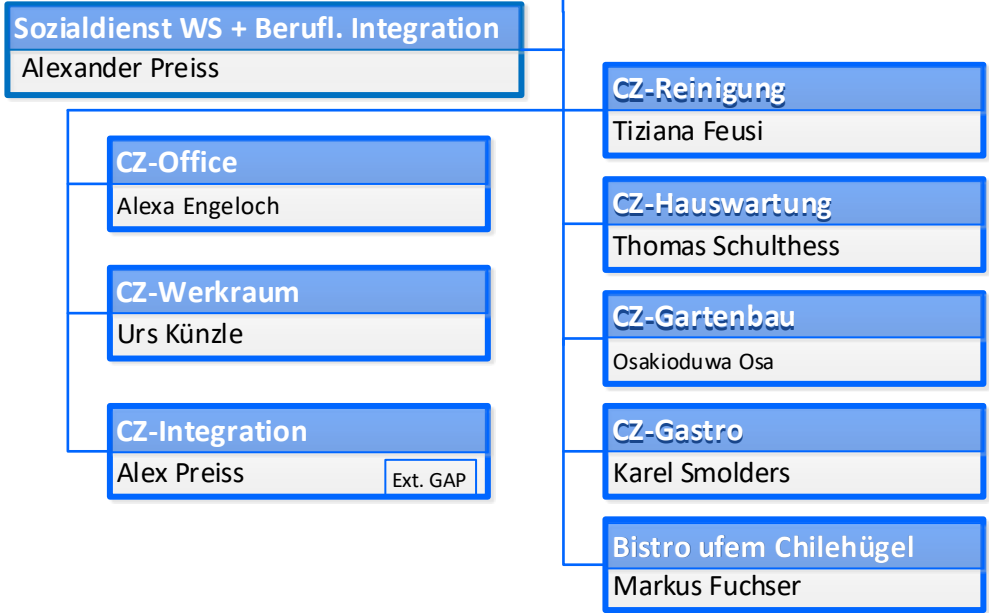 Sozialdienst WS + Berufl. Integration
Alexander Preiss
CZ-Office
Alexa Engeloch
CZ-Werkraum
Urs Künzle
CZ-Integration
Alex Preiss
Ext. GAP
CZ-Reinigung
Tiziana Feusi
CZ-Hauswartung
Thomas Schulthess
CZ-Gartenbau
Osakioduwa Osa
CZ-Gastro
Karel Smolders
Bistro ufem Chilehügel
Markus Fuchser